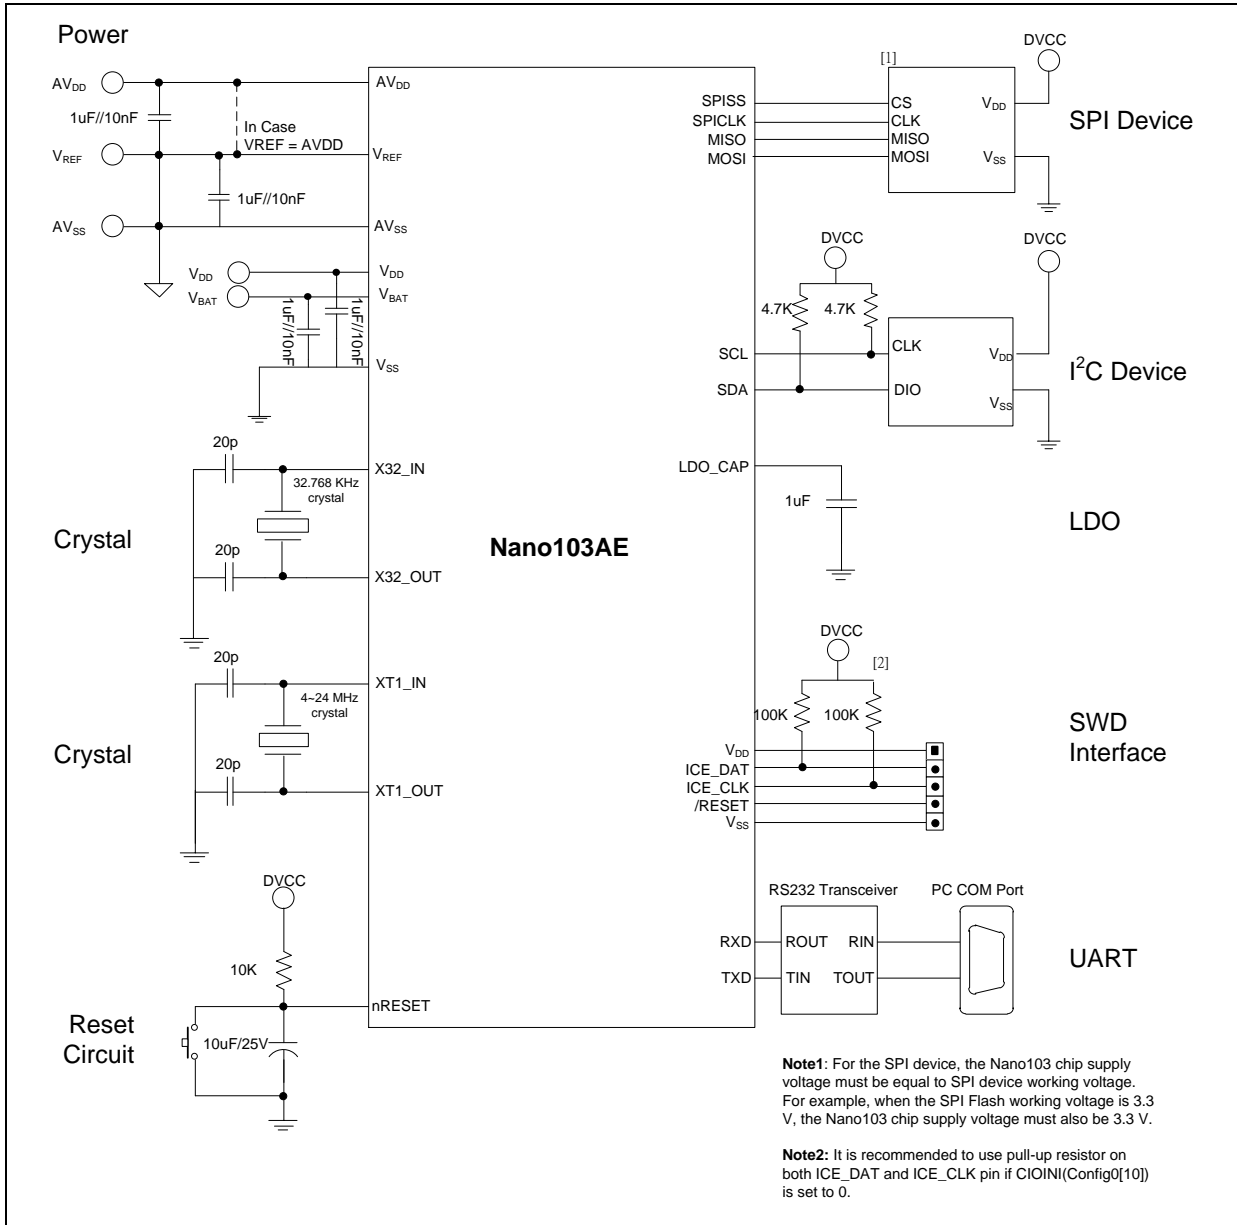 Power
AVDD
1uF//10nF
In Case
VREF = AVDD
VREF
1uF//10nF
AVSS
AVDD
VREF
AVSS
VDD
VBAT
1uF//10nF
1uF//10nF
VDD
VBAT
VSS
Crystal
20p
20p
32.768 KHz
crystal
X32_IN
X32_OUT
Crystal
20p
20p
4~24 MHz
crystal
XT1_IN
XT1_OUT
Reset
Circuit
DVCC
10K
10uF/25V
nRESET
Nano103AE
SPISS
SPICLK
MISO
MOSI
[1]
CS
CLK
MISO
MOSI
VDD
VSS
DVCC
SPI Device
DVCC
4.7K
4.7K
SCL
SDA
CLK
DIO
VDD
VSS
DVCC
I2C Device
LDO_CAP
1uF
LDO
DVCC
[2]
100K
100K
VDD
ICE_DAT
ICE_CLK
/RESET
VSS
SWD
Interface
RS232 Transceiver
PC COM Port
RXD
TXD
ROUT
RIN
TIN
TOUT
UART
Note1: For the SPI device, the Nano103 chip supply
voltage must be equal to SPI device working voltage.
For example, when the SPI Flash working voltage is 3.3
V, the Nano103 chip supply voltage must also be 3.3 V.
Note2: It is recommended to use pull-up resistor on
both ICE_DAT and ICE_CLK pin if CIOINI(Config0[10])
is set to 0.